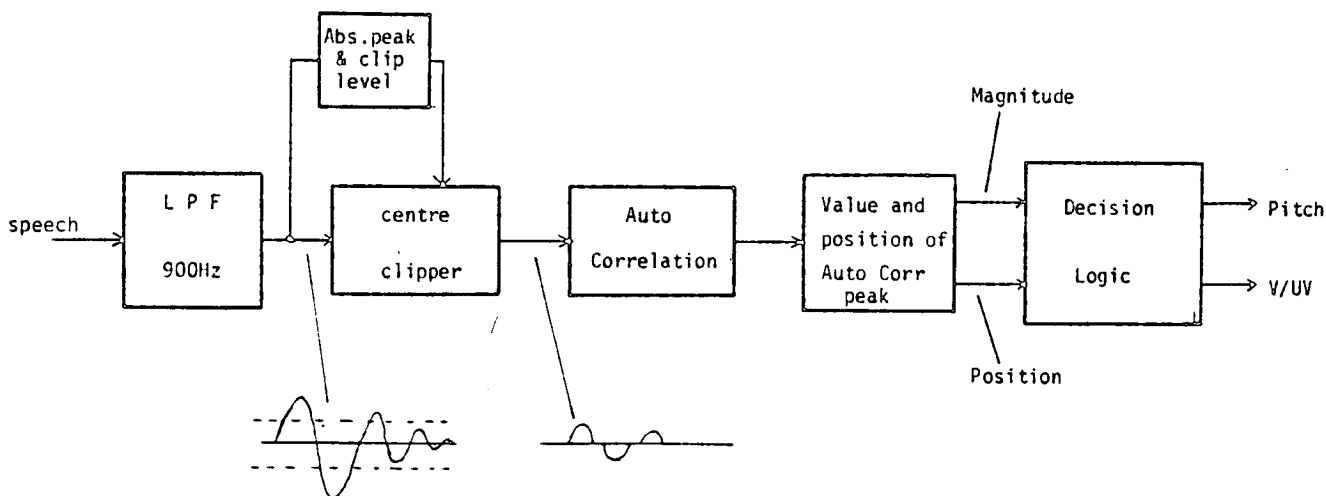 Abs.peak
& clip
level
Magnitude
speech
L P F
900Hz
centre
clipper
Auto
Correlation
Value and
position of
Auto Corr
peak
Decision
Logic
Pitch
V/UV
Position